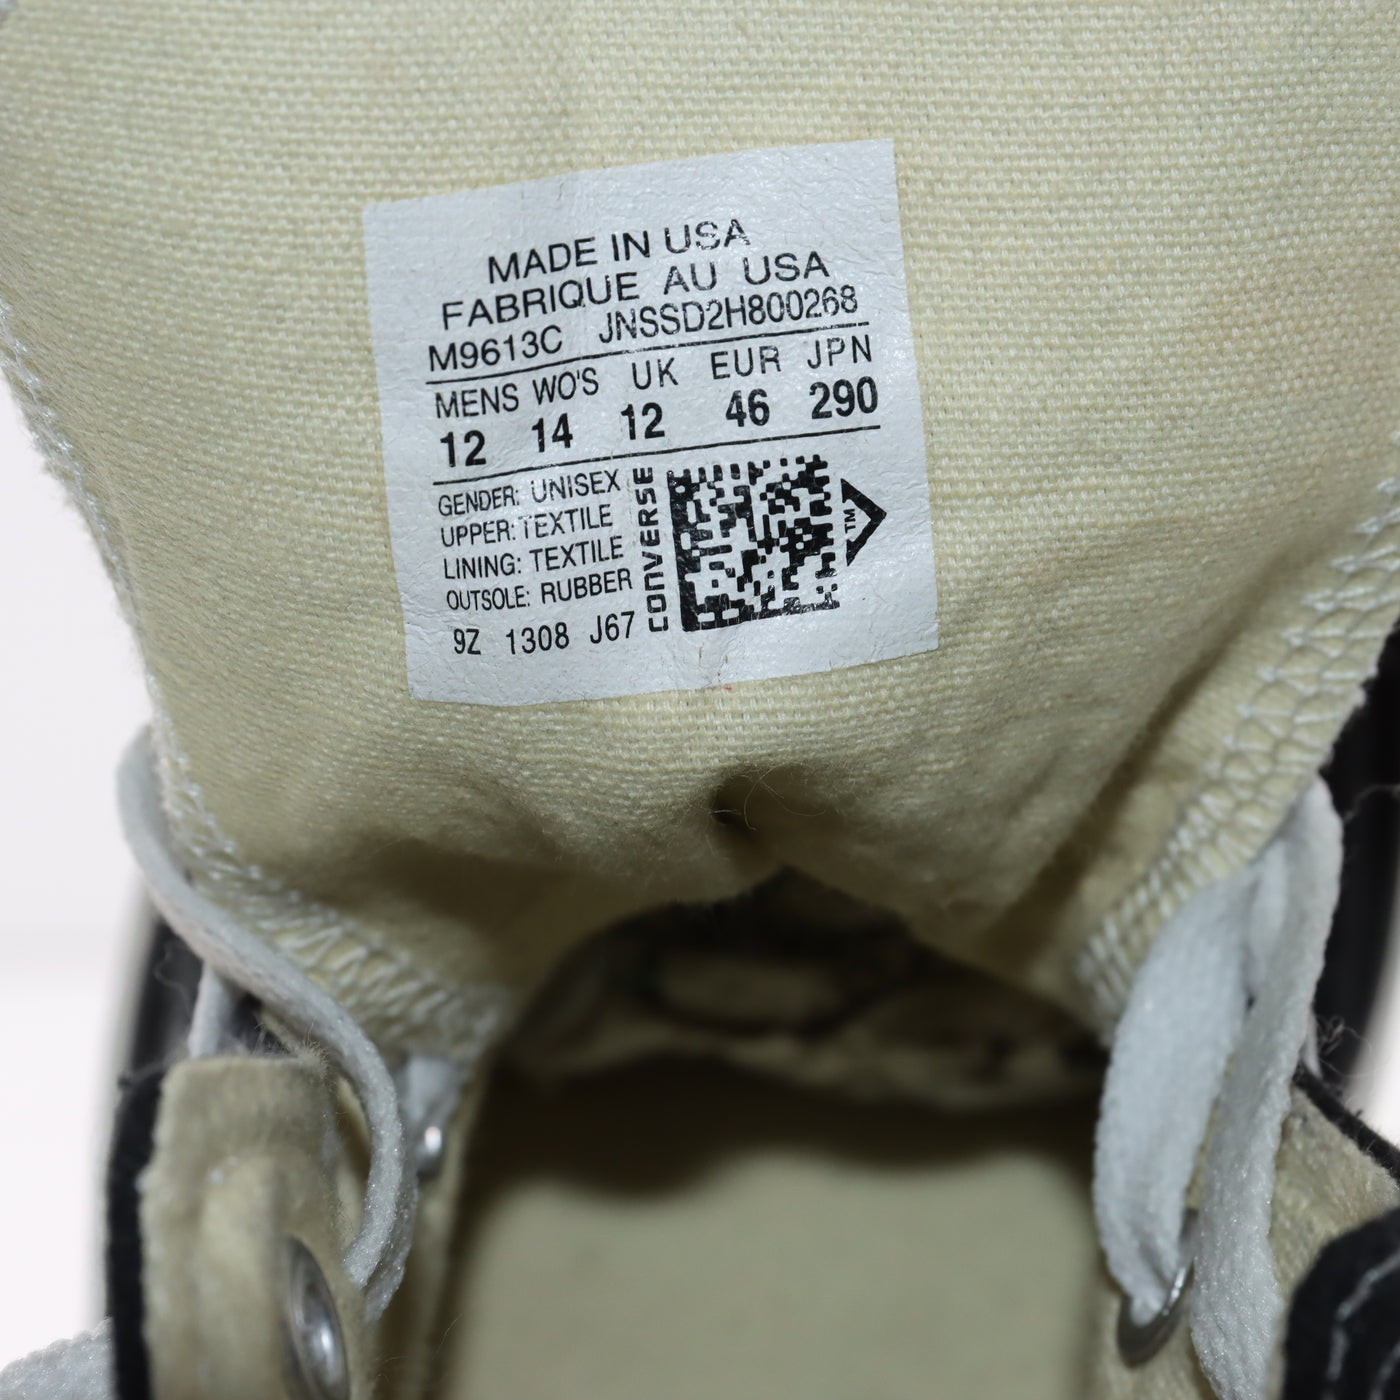 MADE IN USA
FABRIQUE AU USA
M9613C JNSSD2H800268
MENS WO'S UK EUR JPN
12 14 12 46 290
GENDER: UNISEX
UPPER: TEXTILE
LINING: TEXTILE
OUTSOLE: RUBBER
9Z 1308 J67
CONVERSE
TM